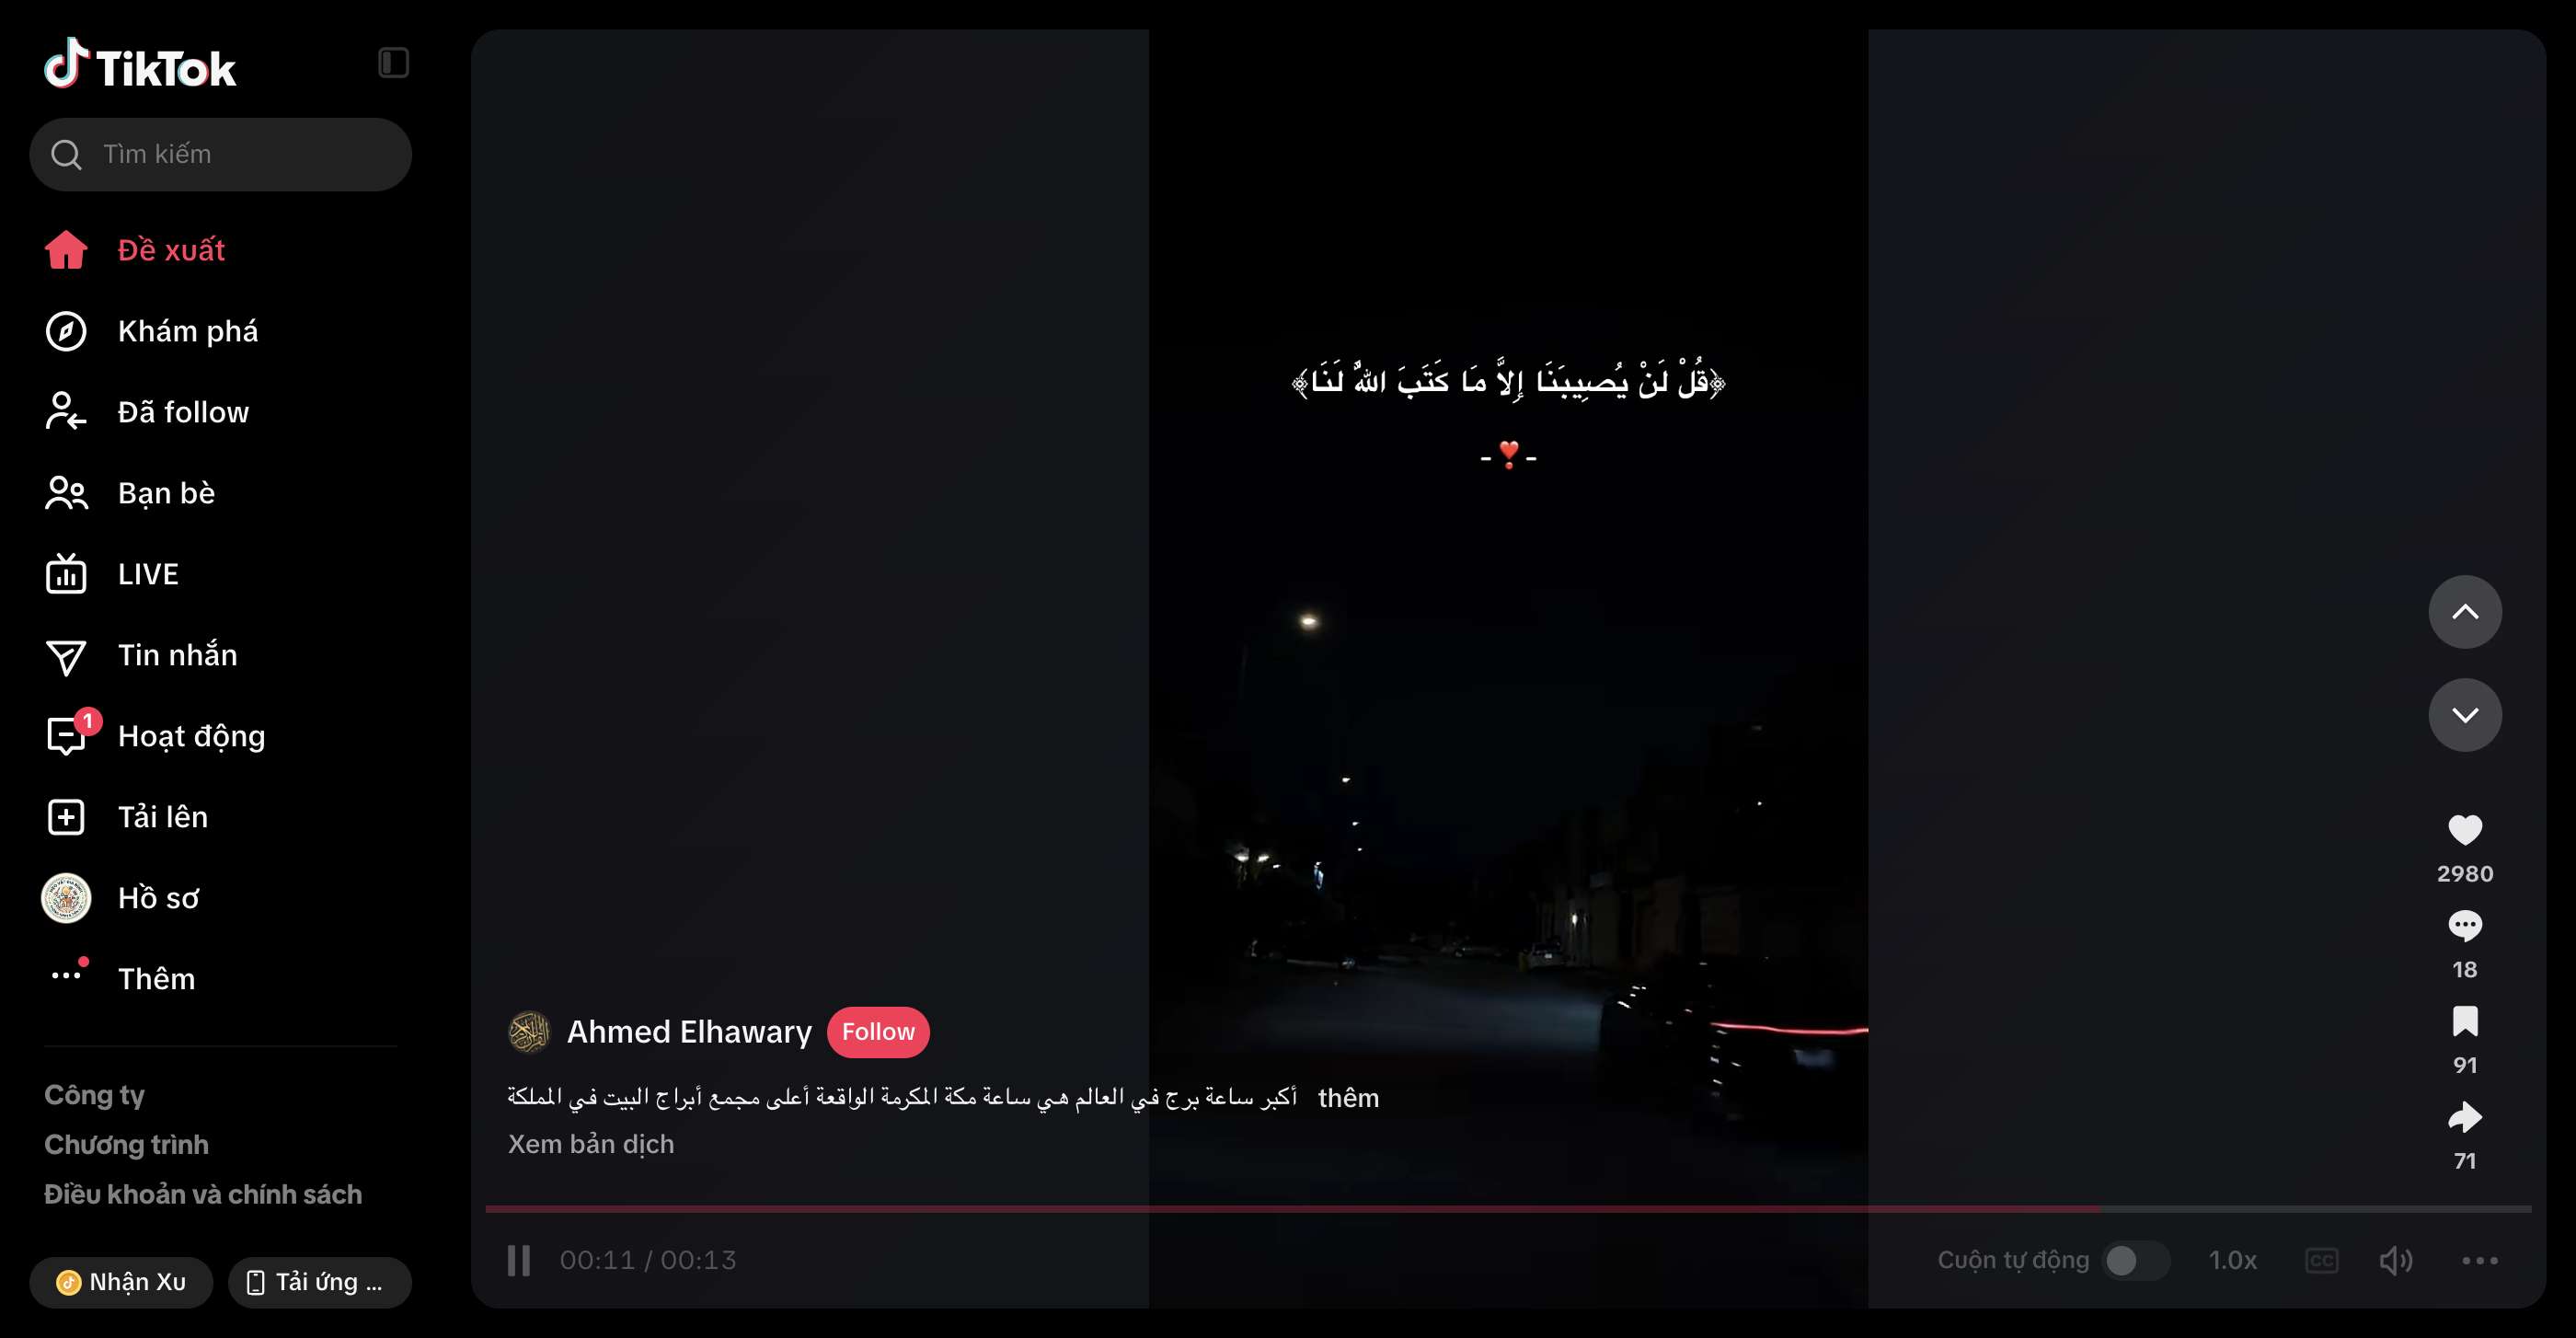 TikTok
Tìm kiếm
Đề xuất
Khám phá
Đã follow
Bạn bè
LIVE
Tin nhắn
1
Hoạt động
Tải lên
Hồ sơ
Thêm
Công ty
Chương trình
Điều khoản và chính sách
Nhận Xu
Tải ứng ...
﴿قُلْ لَنْ يُصِيبَنَا إِلاَّ مَا كَتَبَ اللهُ لَنَا﴾
-❣️-
Ahmed Elhawary
Follow
أكبر ساعة برج في العالم هي ساعة مكة المكرمة الواقعة أعلى مجمع أبراج البيت في المملكة thêm
Xem bản dịch
00:11 / 00:13
2980
18
91
71
Cuộn tự động
1.0x
CC